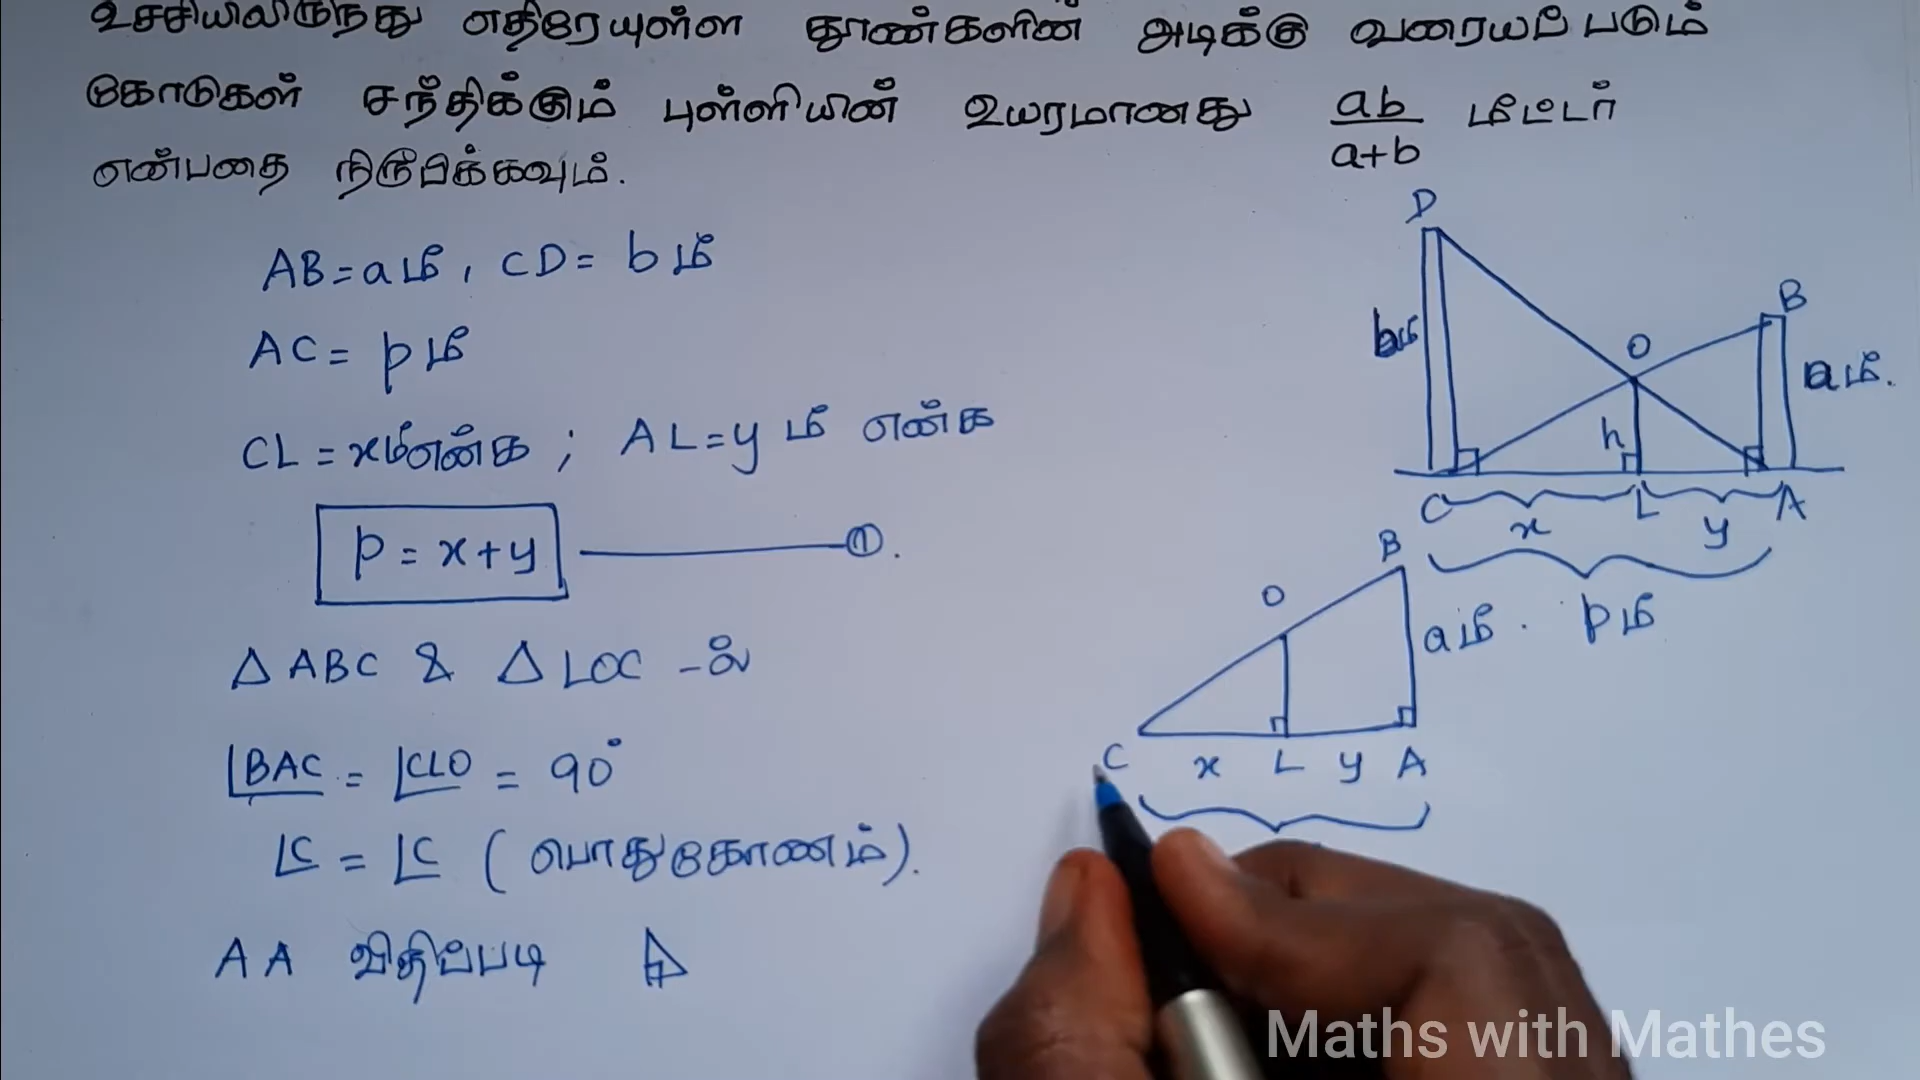 உச்சியிலிருந்து எதிரேயுள்ள தூண்களின் அடிக்கு வரையப்படும்
கோடுகள் சந்திக்கும் புள்ளியின் உயரமானது ab/a+b மீட்டர்
என்பதை நிரூபிக்கவும்.
AB = a மீ, CD = b மீ
AC = p மீ
CL = x மீ என்க ; AL = y மீ என்க
p = x+y ①.
△ ABC & △ LOC -ல்
∠BAC = ∠CLO = 90°
∠C = ∠C (பொதுகோணம்).
AA விதிப்படி
D
B
b மீ
O
a மீ.
h
C L A
x y
p மீ
B
O
a மீ.
C x L y A
Maths with Mathes